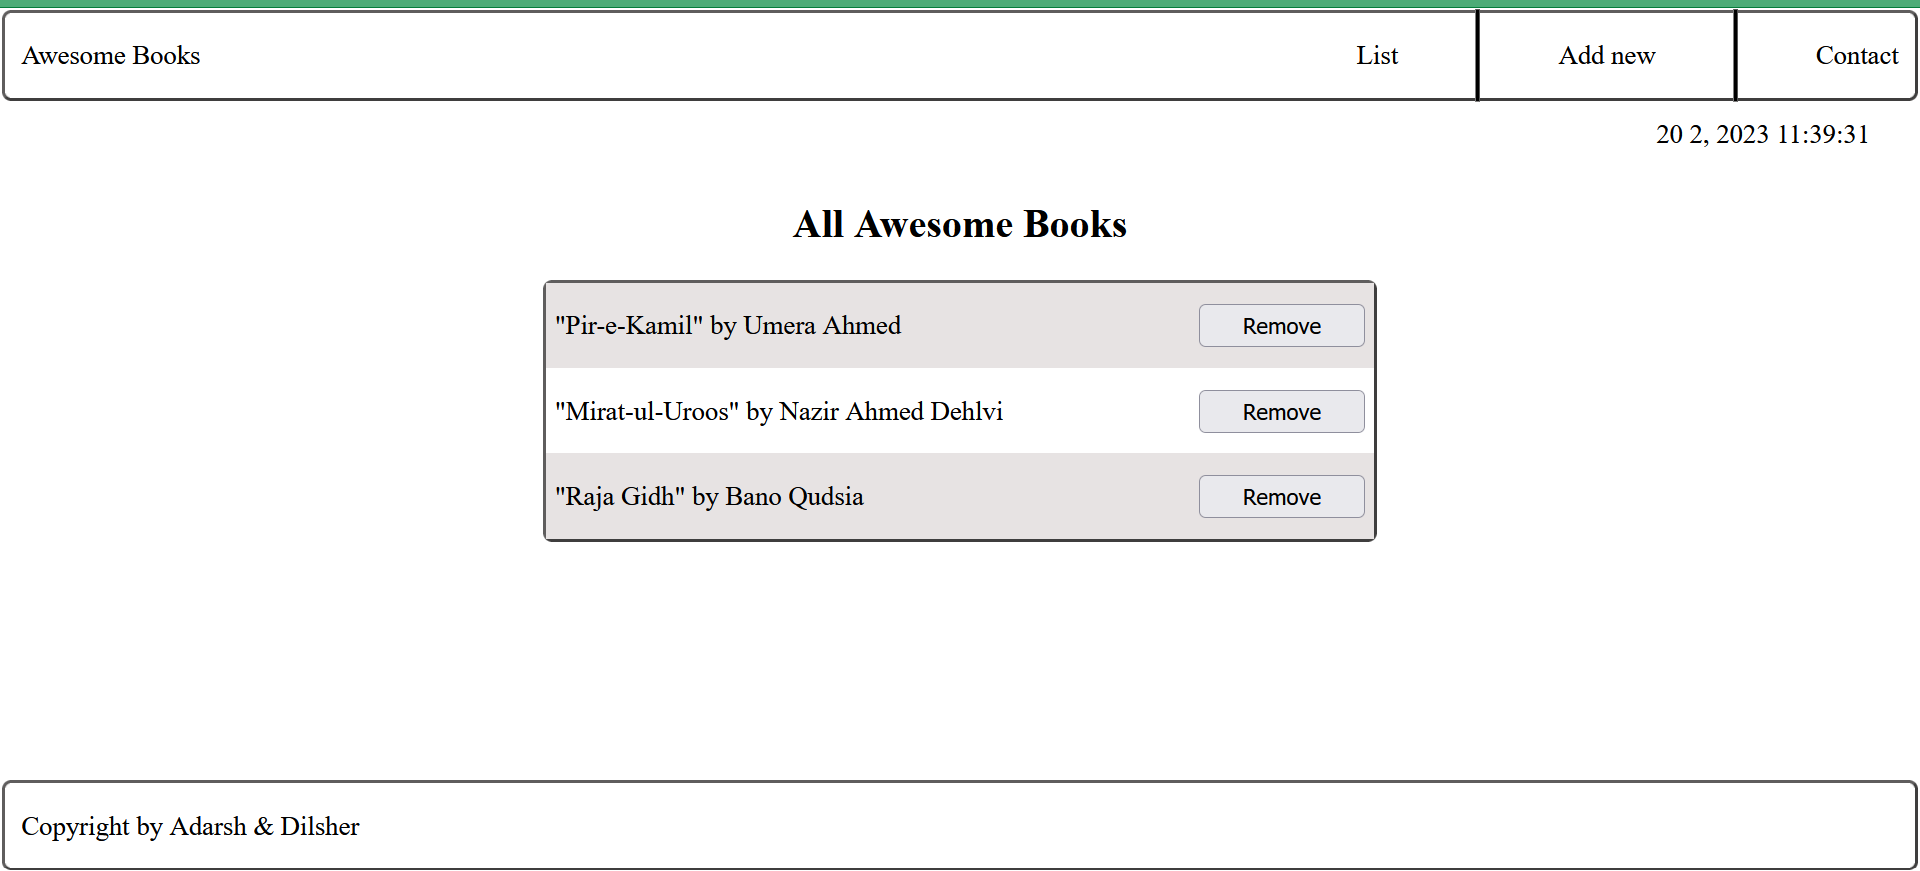 Awesome Books List Add new Contact
20 2, 2023 11:39:31
All Awesome Books
"Pir-e-Kamil" by Umera Ahmed Remove
"Mirat-ul-Uroos" by Nazir Ahmed Dehlvi Remove
"Raja Gidh" by Bano Qudsia Remove
Copyright by Adarsh & Dilsher